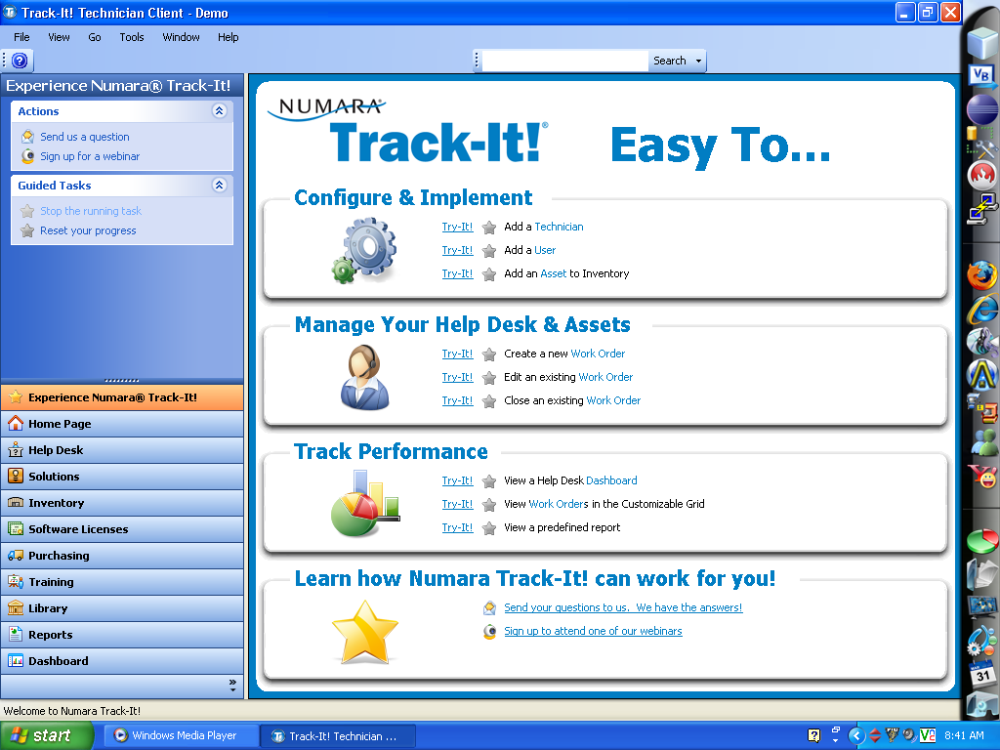 Track-It! Technician Client - Demo
File View Go Tools Window Help
Search
Experience Numara® Track-It!
Actions
Send us a question
Sign up for a webinar
Guided Tasks
Stop the running task
Reset your progress
Experience Numara® Track-It!
Home Page
Help Desk
Solutions
Inventory
Software Licenses
Purchasing
Training
Library
Reports
Dashboard
NUMARA®
Track-It!®
Easy To...
Configure & Implement
Try-It! Add a Technician
Try-It! Add a User
Try-It! Add an Asset to Inventory
Manage Your Help Desk & Assets
Try-It! Create a new Work Order
Try-It! Edit an existing Work Order
Try-It! Close an existing Work Order
Track Performance
Try-It! View a Help Desk Dashboard
Try-It! View Work Orders in the Customizable Grid
Try-It! View a predefined report
Learn how Numara Track-It! can work for you!
Send your questions to us. We have the answers!
Sign up to attend one of our webinars
VB
MAR
31
Welcome to Numara Track-It!
start
Windows Media Player
Track-It! Technician ...
8:41 AM